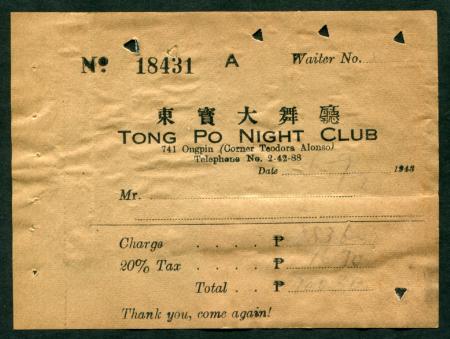 Nº 18431 A Waiter No.
東寶大舞廳
TONG PO NIGHT CLUB
741 Ongpin (Corner Teodora Alonso)
Telephone No. 2-42-88
Date 1943
Mr.
Charge . . . . ₱
20% Tax . . . . ₱
Total . . ₱
Thank you, come again!